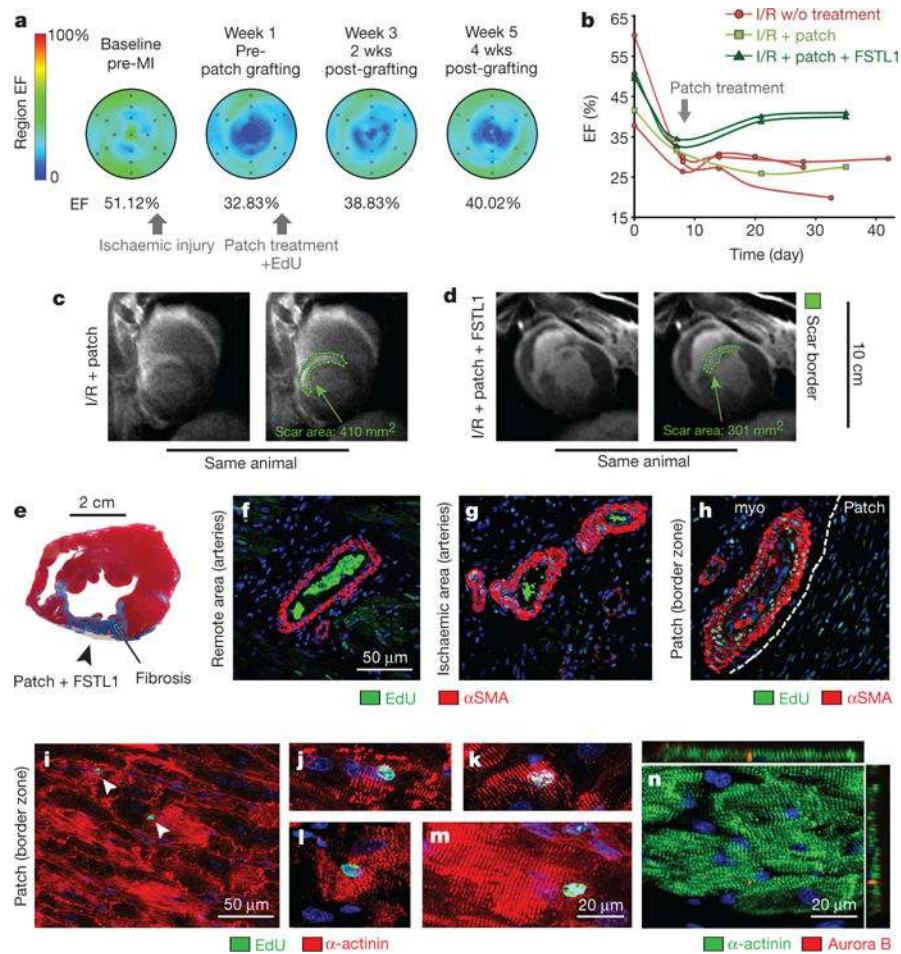 a
100%
Region EF
0
Baseline
pre-MI
Week 1
Pre-
patch grafting
Week 3
2 wks
post-grafting
Week 5
4 wks
post-grafting
EF
51.12%
32.83%
38.83%
40.02%
Ischaemic injury
Patch treatment
+EdU
b
65
55
45
35
25
15
EF (%)
0
10
20
30
40
Time (day)
I/R w/o treatment
I/R + patch
I/R + patch + FSTL1
Patch treatment
c
I/R + patch
Scar area: 410 mm2
Same animal
d
I/R + patch + FSTL1
Scar area: 301 mm2
Same animal
Scar border
10 cm
e
2 cm
Patch + FSTL1
Fibrosis
f
Remote area (arteries)
50 μm
g
Ischaemic area (arteries)
EdU
αSMA
h
Patch (border zone)
myo
Patch
EdU
αSMA
i
Patch (border zone)
50 μm
j
k
l
m
20 μm
EdU
α-actinin
n
20 μm
α-actinin
Aurora B